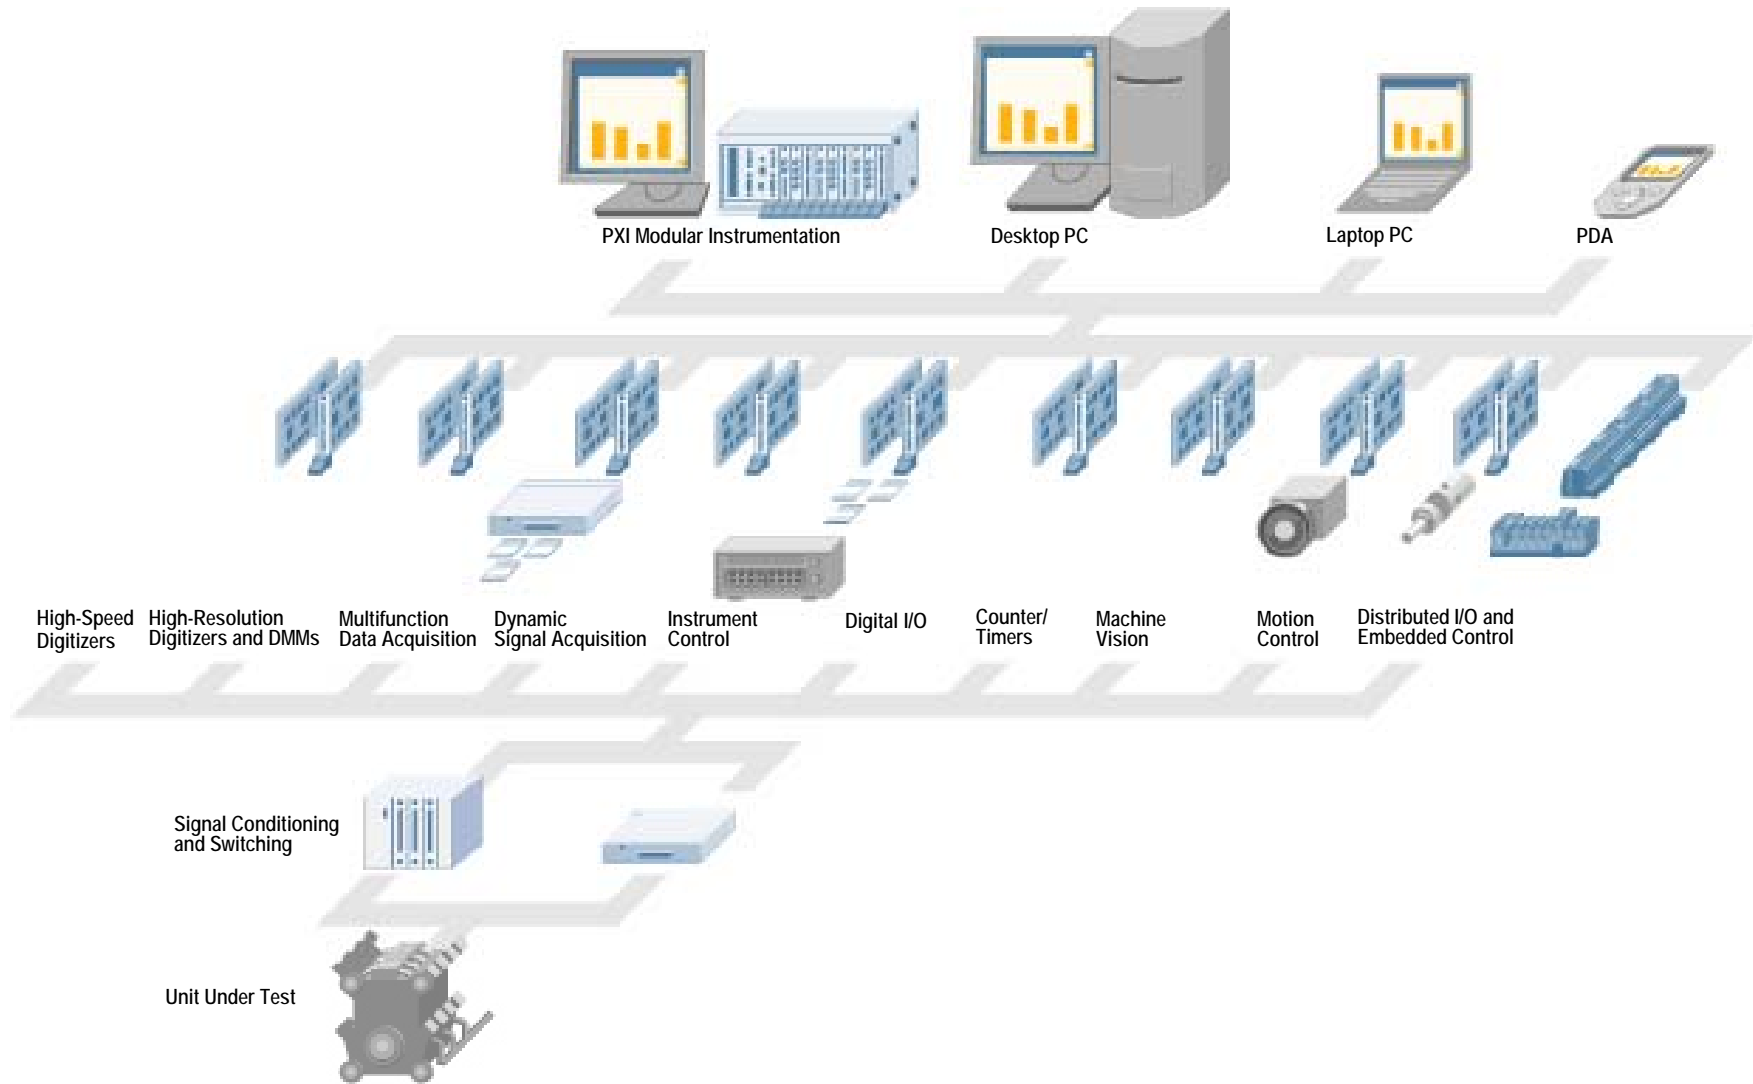 PXI Modular Instrumentation
Desktop PC
Laptop PC
PDA
High-Speed
Digitizers
High-Resolution
Digitizers and DMMs
Multifunction
Data Acquisition
Dynamic
Signal Acquisition
Instrument
Control
Digital I/O
Counter/
Timers
Machine
Vision
Motion
Control
Distributed I/O and
Embedded Control
Signal Conditioning
and Switching
Unit Under Test